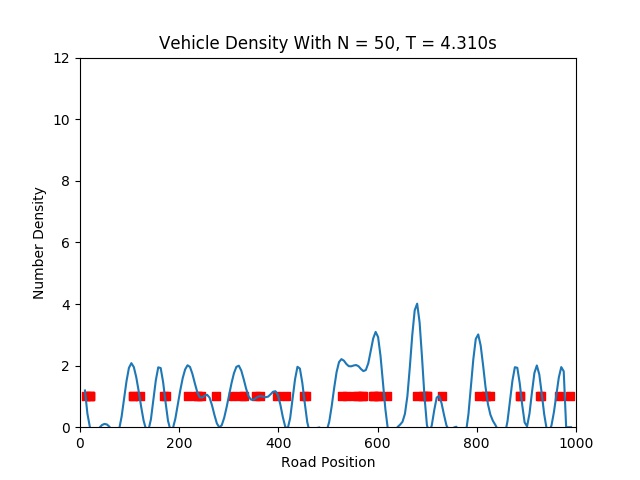 Vehicle Density With N = 50, T = 4.310s
12
10
8
6
4
2
0
Number Density
0 200 400 600 800 1000
Road Position